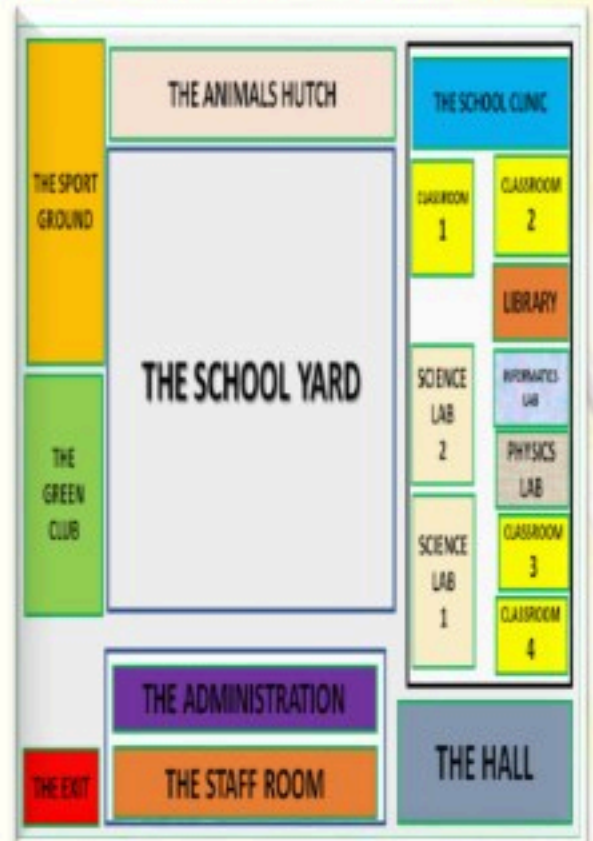 THE ANIMALS HUTCH
THE SCHOOL CLINIC
THE SPORT
GROUND
CLASSROOM
1
CLASSROOM
2
LIBRARY
THE SCHOOL YARD
SCIENCE
LAB
2
INFORMATICS
LAB
PHYSICS
LAB
THE
GREEN
CLUB
SCIENCE
LAB
1
CLASSROOM
3
CLASSROOM
4
THE ADMINISTRATION
THE HALL
THE EXIT
THE STAFF ROOM